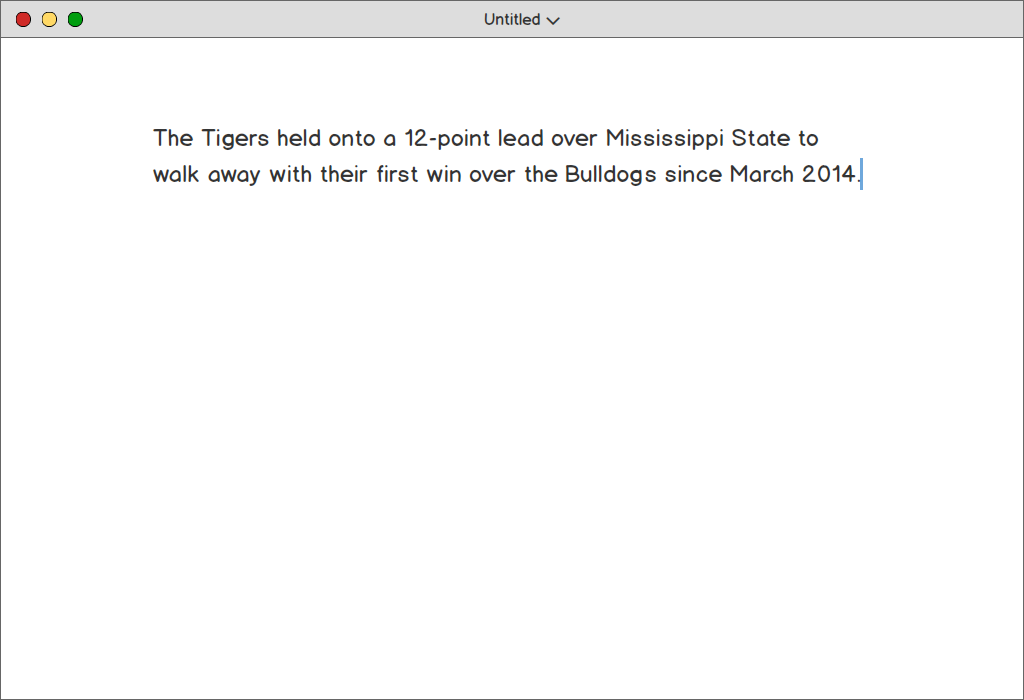 Untitled
The Tigers held onto a 12-point lead over Mississippi State to
walk away with their first win over the Bulldogs since March 2014.